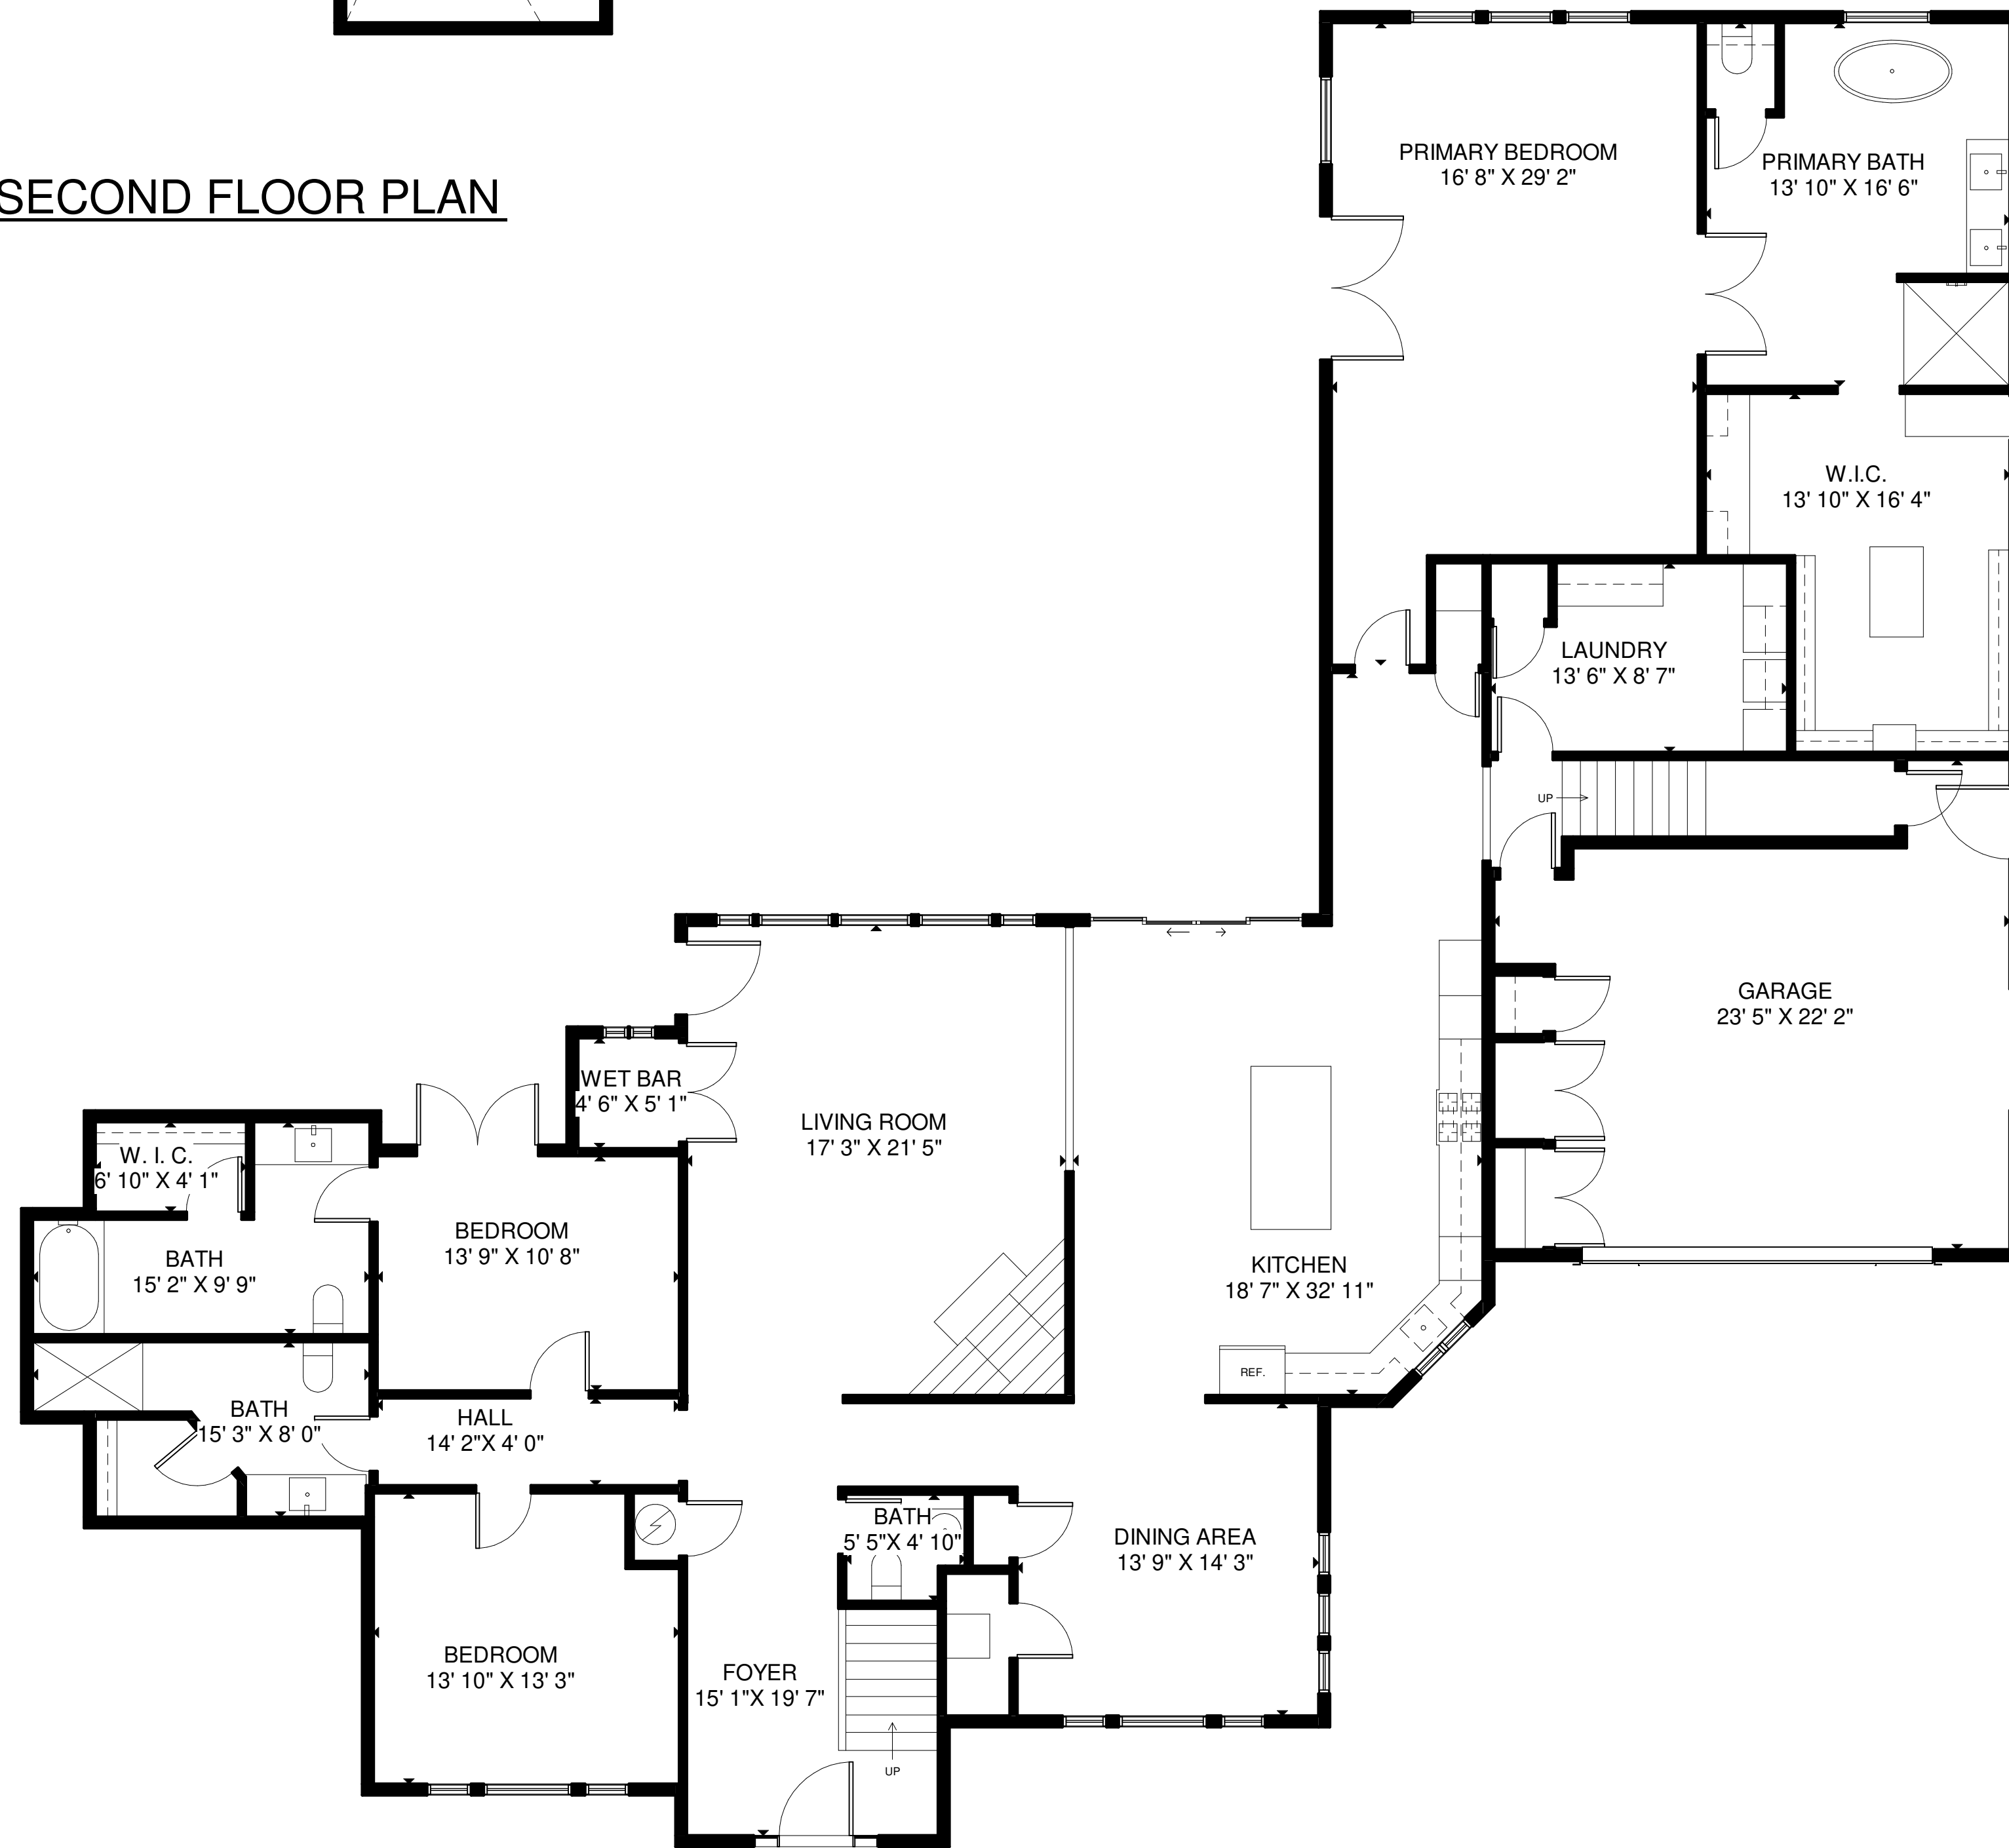 SECOND FLOOR PLAN
PRIMARY BEDROOM
16' 8" X 29' 2"
PRIMARY BATH
13' 10" X 16' 6"
W.I.C.
13' 10" X 16' 4"
LAUNDRY
13' 6" X 8' 7"
UP
GARAGE
23' 5" X 22' 2"
WET BAR
4' 6" X 5' 1"
LIVING ROOM
17' 3" X 21' 5"
W. I. C.
6' 10" X 4' 1"
BEDROOM
13' 9" X 10' 8"
BATH
15' 2" X 9' 9"
KITCHEN
18' 7" X 32' 11"
REF.
BATH
15' 3" X 8' 0"
HALL
14' 2"X 4' 0"
BATH
5' 5"X 4' 10"
DINING AREA
13' 9" X 14' 3"
BEDROOM
13' 10" X 13' 3"
FOYER
15' 1"X 19' 7"
UP